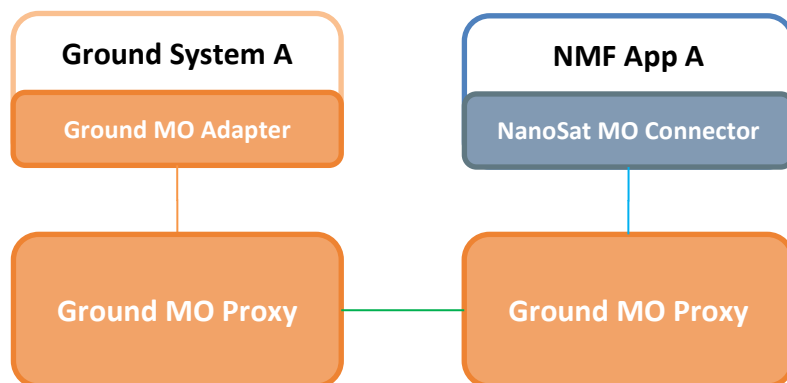 Ground System A
Ground MO Adapter
NMF App A
NanoSat MO Connector
Ground MO Proxy
Ground MO Proxy